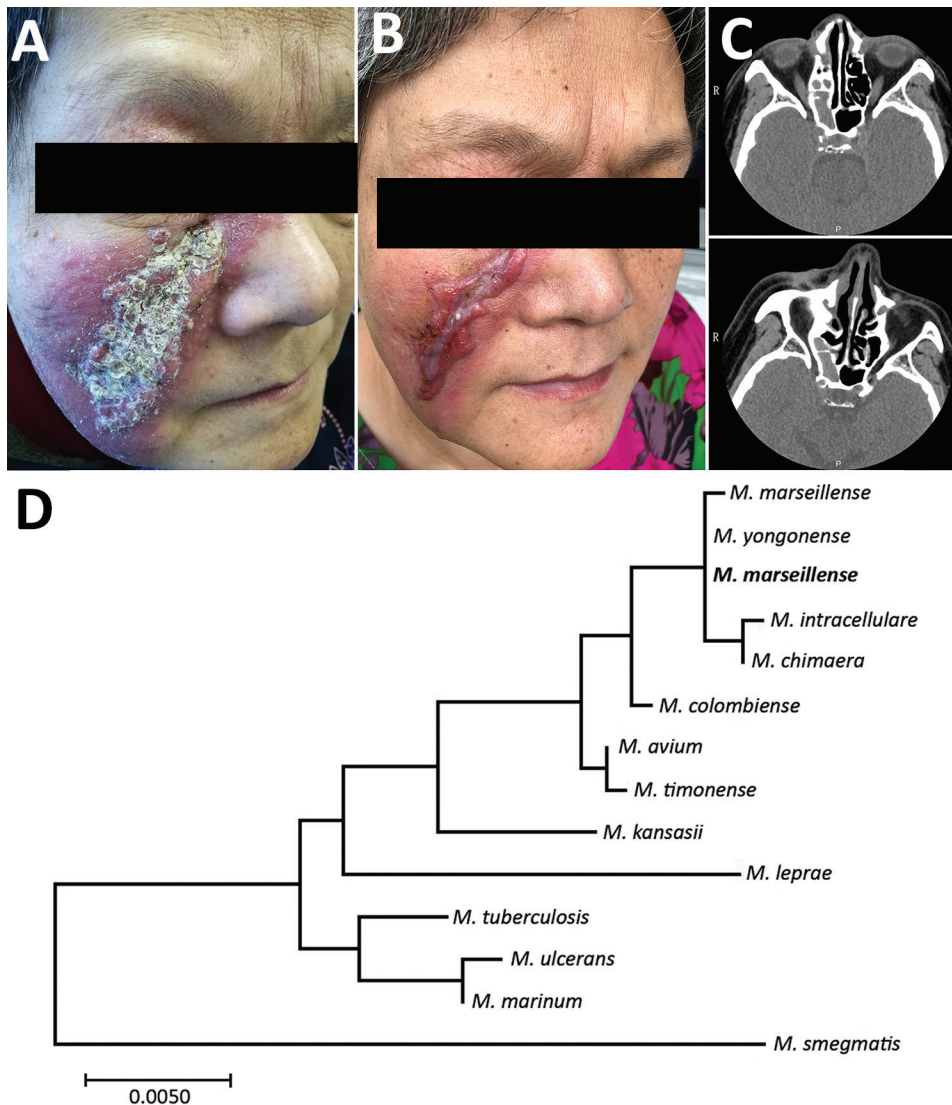 A
B
C
R
P
R
P
D
M. marseillense
M. yongonense
M. marseillense
M. intracellulare
M. chimaera
M. colombiense
M. avium
M. timonense
M. kansasii
M. leprae
M. tuberculosis
M. ulcerans
M. marinum
M. smegmatis
0.0050